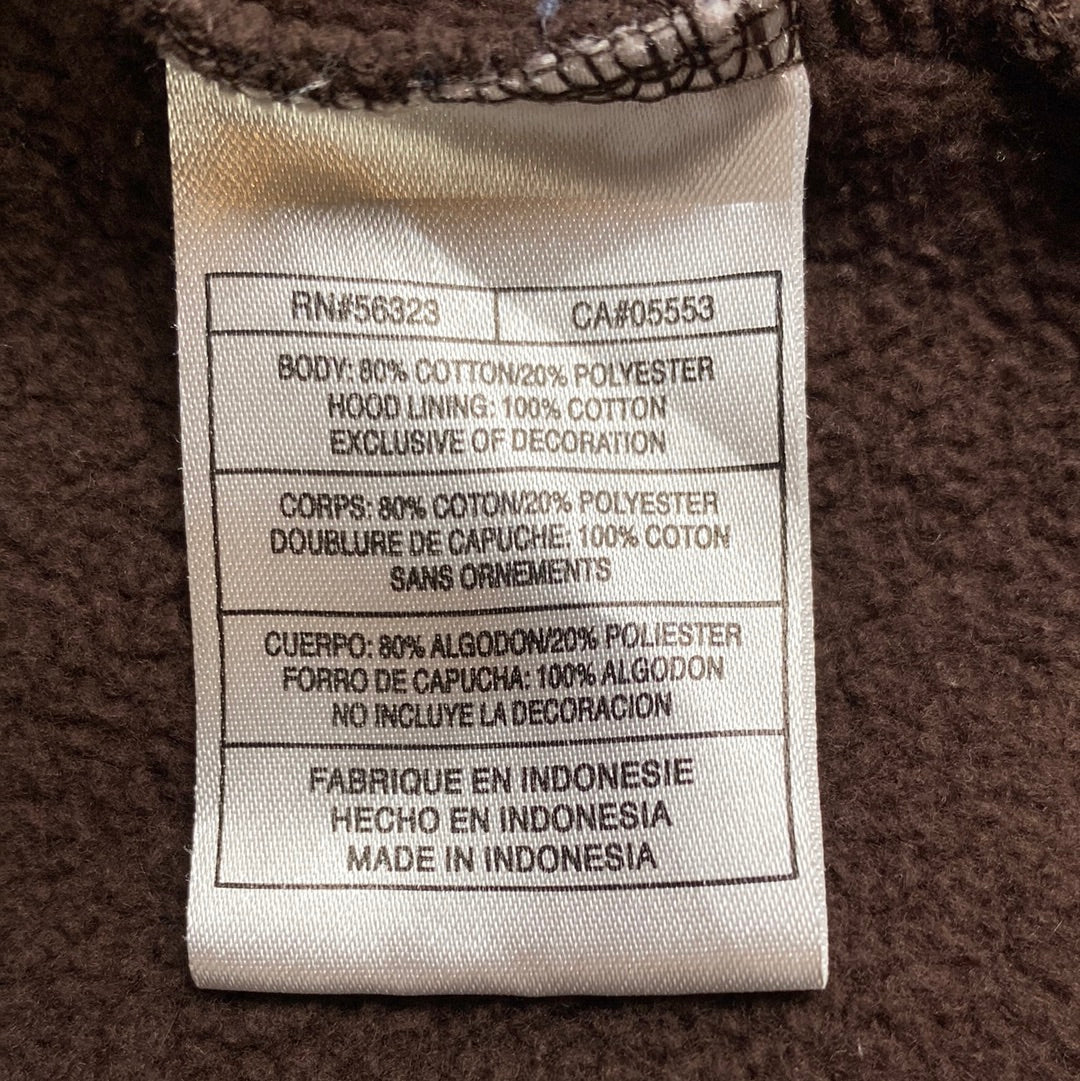 RN#56323 CA#05553
BODY: 80% COTTON/20% POLYESTER
HOOD LINING: 100% COTTON
EXCLUSIVE OF DECORATION
CORPS: 80% COTON/20% POLYESTER
DOUBLURE DE CAPUCHE: 100% COTON
SANS ORNEMENTS
CUERPO: 80% ALGODON/20% POLIESTER
FORRO DE CAPUCHA: 100% ALGODON
NO INCLUYE LA DECORACION
FABRIQUE EN INDONESIE
HECHO EN INDONESIA
MADE IN INDONESIA